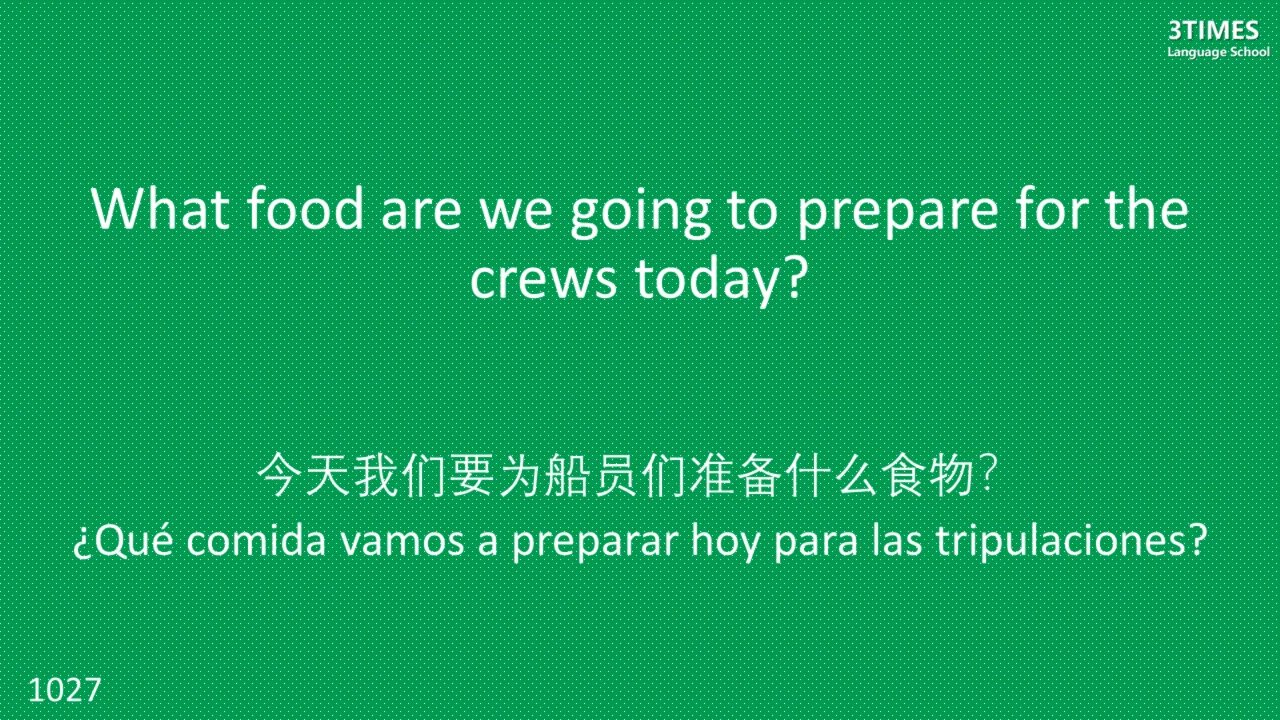 3TIMES
Language School
What food are we going to prepare for the
crews today?
今天我们要为船员们准备什么食物?
¿Qué comida vamos a preparar hoy para las tripulaciones?
1027